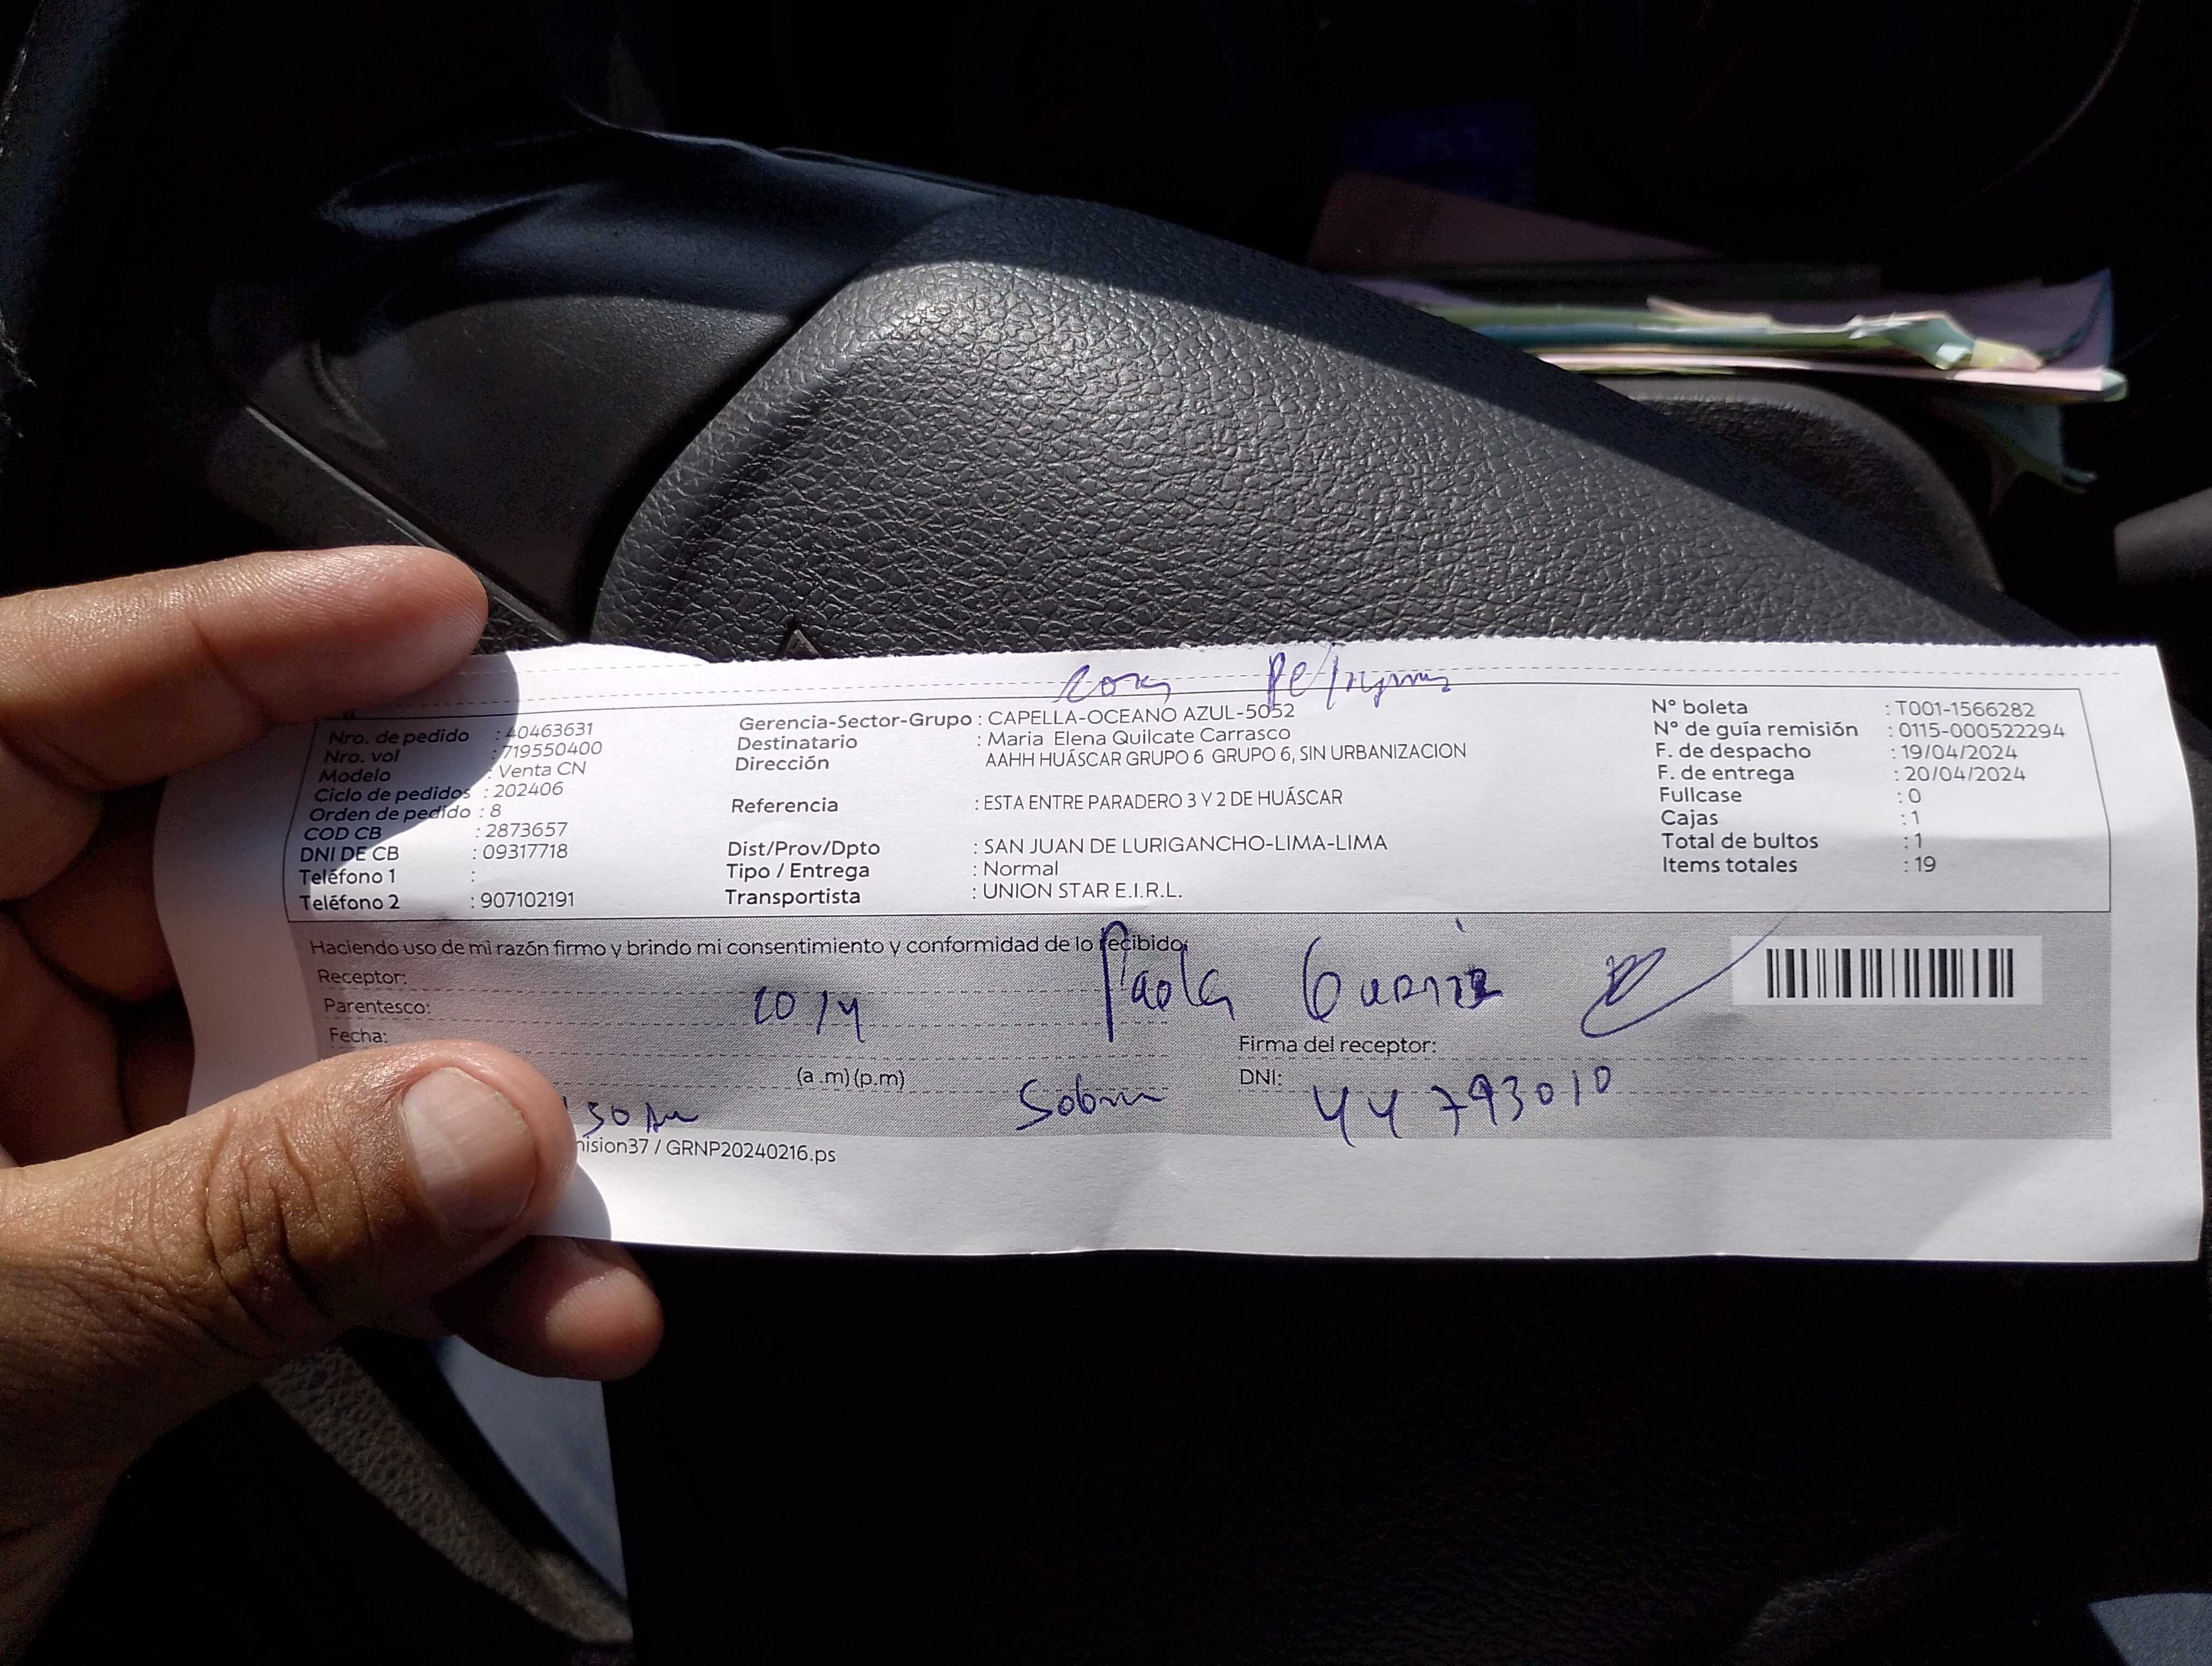 Nro. de pedido : 40463631
Nro. vol : 719550400
Modelo : Venta CN
Ciclo de pedidos : 202406
Orden de pedido : 8
COD CB : 2873657
DNI DE CB : 09317718
Teléfono 1 :
Teléfono 2 : 907102191
Gerencia-Sector-Grupo : CAPELLA-OCEANO AZUL-5052
Destinatario : Maria Elena Quilcate Carrasco
Dirección AAHH HUÁSCAR GRUPO 6 GRUPO 6, SIN URBANIZACION
Referencia : ESTA ENTRE PARADERO 3 Y 2 DE HUÁSCAR
Dist/Prov/Dpto : SAN JUAN DE LURIGANCHO-LIMA-LIMA
Tipo / Entrega : Normal
Transportista : UNION STAR E.I.R.L.
N° boleta : T001-1566282
N° de guía remisión : 0115-000522294
F. de despacho : 19/04/2024
F. de entrega : 20/04/2024
Fullcase : 0
Cajas : 1
Total de bultos : 1
Items totales : 19
Haciendo uso de mi razón firmo y brindo mi consentimiento y conformidad de lo recibido.
Receptor:
Paola
Parentesco:
20/4
Fecha:
Firma del receptor:
(a .m) (p.m)
DNI: 44793010
Sobrina
nision37 / GRNP20240216.ps